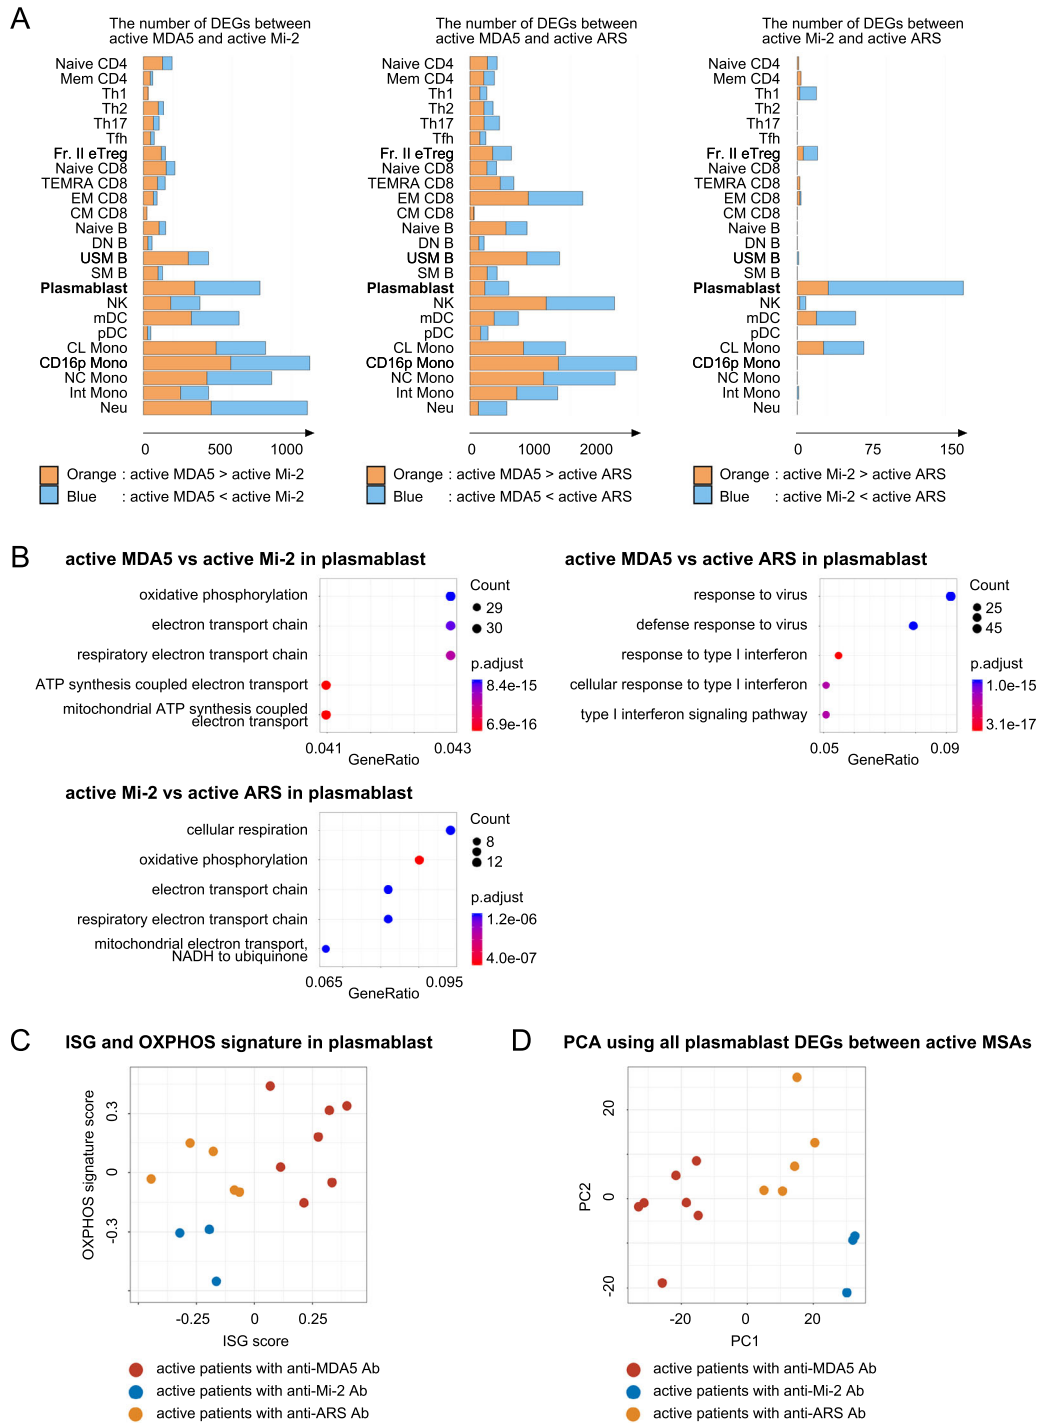 A
The number of DEGs between
active MDA5 and active Mi-2
Naive CD4
Mem CD4
Th1
Th2
Th17
Tfh
Fr. II eTreg
Naive CD8
TEMRA CD8
EM CD8
CM CD8
Naive B
DN B
USM B
SM B
Plasmablast
NK
mDC
pDC
CL Mono
CD16p Mono
NC Mono
Int Mono
Neu
0 500 1000
Orange : active MDA5 > active Mi-2
Blue : active MDA5 < active Mi-2
The number of DEGs between
active MDA5 and active ARS
Naive CD4
Mem CD4
Th1
Th2
Th17
Tfh
Fr. II eTreg
Naive CD8
TEMRA CD8
EM CD8
CM CD8
Naive B
DN B
USM B
SM B
Plasmablast
NK
mDC
pDC
CL Mono
CD16p Mono
NC Mono
Int Mono
Neu
0 1000 2000
Orange : active MDA5 > active ARS
Blue : active MDA5 < active ARS
The number of DEGs between
active Mi-2 and active ARS
Naive CD4
Mem CD4
Th1
Th2
Th17
Tfh
Fr. II eTreg
Naive CD8
TEMRA CD8
EM CD8
CM CD8
Naive B
DN B
USM B
SM B
Plasmablast
NK
mDC
pDC
CL Mono
CD16p Mono
NC Mono
Int Mono
Neu
0 75 150
Orange : active Mi-2 > active ARS
Blue : active Mi-2 < active ARS
B
active MDA5 vs active Mi-2 in plasmablast
oxidative phosphorylation
electron transport chain
respiratory electron transport chain
ATP synthesis coupled electron transport
mitochondrial ATP synthesis coupled
electron transport
0.041 0.043
GeneRatio
Count
29
30
p.adjust
8.4e-15
6.9e-16
active MDA5 vs active ARS in plasmablast
response to virus
defense response to virus
response to type I interferon
cellular response to type I interferon
type I interferon signaling pathway
0.05 0.09
GeneRatio
Count
25
45
p.adjust
1.0e-15
3.1e-17
active Mi-2 vs active ARS in plasmablast
cellular respiration
oxidative phosphorylation
electron transport chain
respiratory electron transport chain
mitochondrial electron transport,
NADH to ubiquinone
0.065 0.095
GeneRatio
Count
8
12
p.adjust
1.2e-06
4.0e-07
C
ISG and OXPHOS signature in plasmablast
OXPHOS signature score
0.3
0
-0.3
-0.25 0 0.25
ISG score
active patients with anti-MDA5 Ab
active patients with anti-Mi-2 Ab
active patients with anti-ARS Ab
D
PCA using all plasmablast DEGs between active MSAs
PC2
20
0
-20
-20 0 20
PC1
active patients with anti-MDA5 Ab
active patients with anti-Mi-2 Ab
active patients with anti-ARS Ab